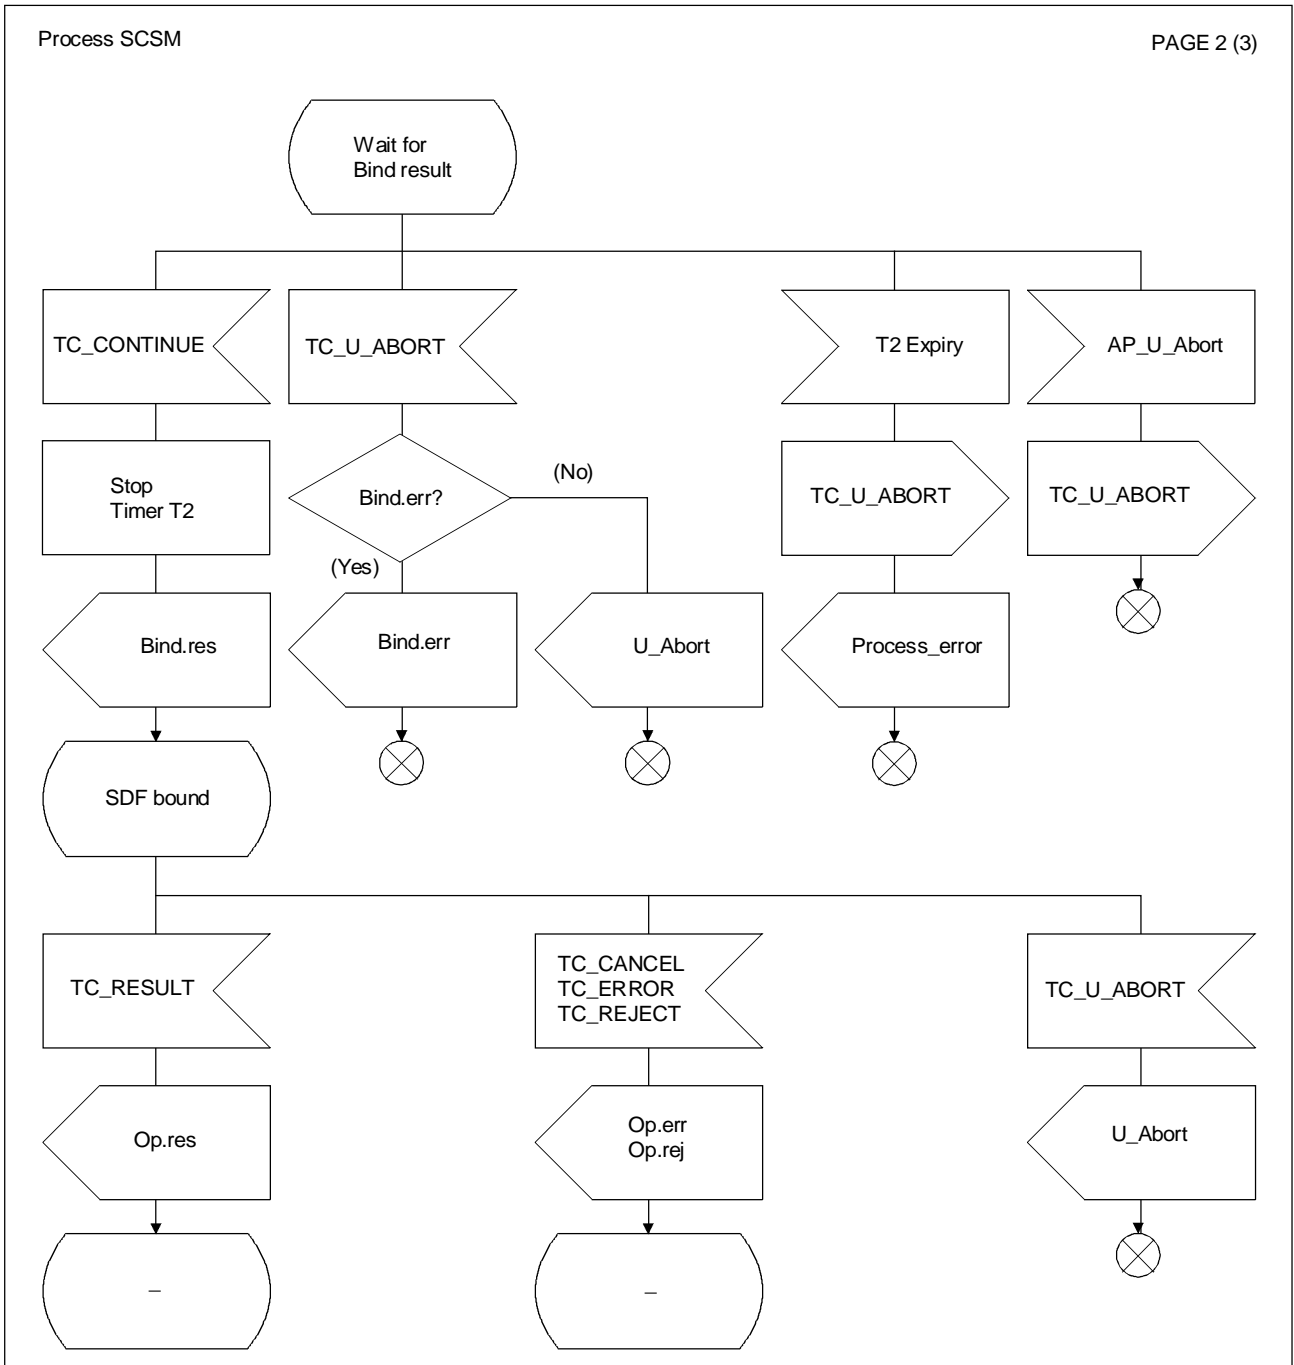 Process SCSM
PAGE 2 (3)
Wait for
Bind result
TC_CONTINUE
TC_U_ABORT
T2 Expiry
AP_U_Abort
Stop
Timer T2
Bind.err?
(No)
(Yes)
TC_U_ABORT
TC_U_ABORT
Bind.res
Bind.err
U_Abort
Process_error
SDF bound
TC_RESULT
TC_CANCEL
TC_ERROR
TC_REJECT
TC_U_ABORT
Op.res
Op.err
Op.rej
U_Abort
–
–